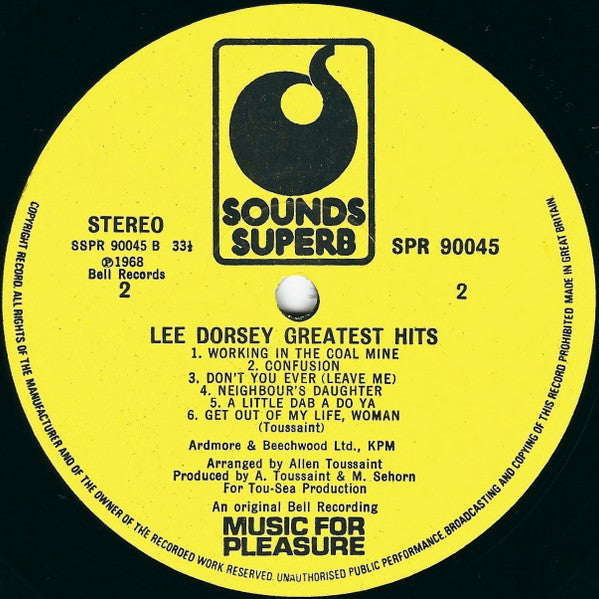 SOUNDS
SUPERB
STEREO
SSPR 90045 B 33⅓
℗1968
Bell Records
2
SPR 90045
2
LEE DORSEY GREATEST HITS
1. WORKING IN THE COAL MINE
2. CONFUSION
3. DON'T YOU EVER (LEAVE ME)
4. NEIGHBOUR'S DAUGHTER
5. A LITTLE DAB A DO YA
6. GET OUT OF MY LIFE, WOMAN
(Toussaint)
Ardmore & Beechwood Ltd., KPM
Arranged by Allen Toussaint
Produced by A. Toussaint & M. Sehorn
For Tou-Sea Production
An original Bell Recording
MUSIC FOR
PLEASURE
COPYRIGHT RECORD. ALL RIGHTS OF THE MANUFACTURER AND OF THE OWNER OF THE RECORDED WORK RESERVED. UNAUTHORISED PUBLIC PERFORMANCE, BROADCASTING AND COPYING OF THIS RECORD PROHIBITED MADE IN GREAT BRITAIN.